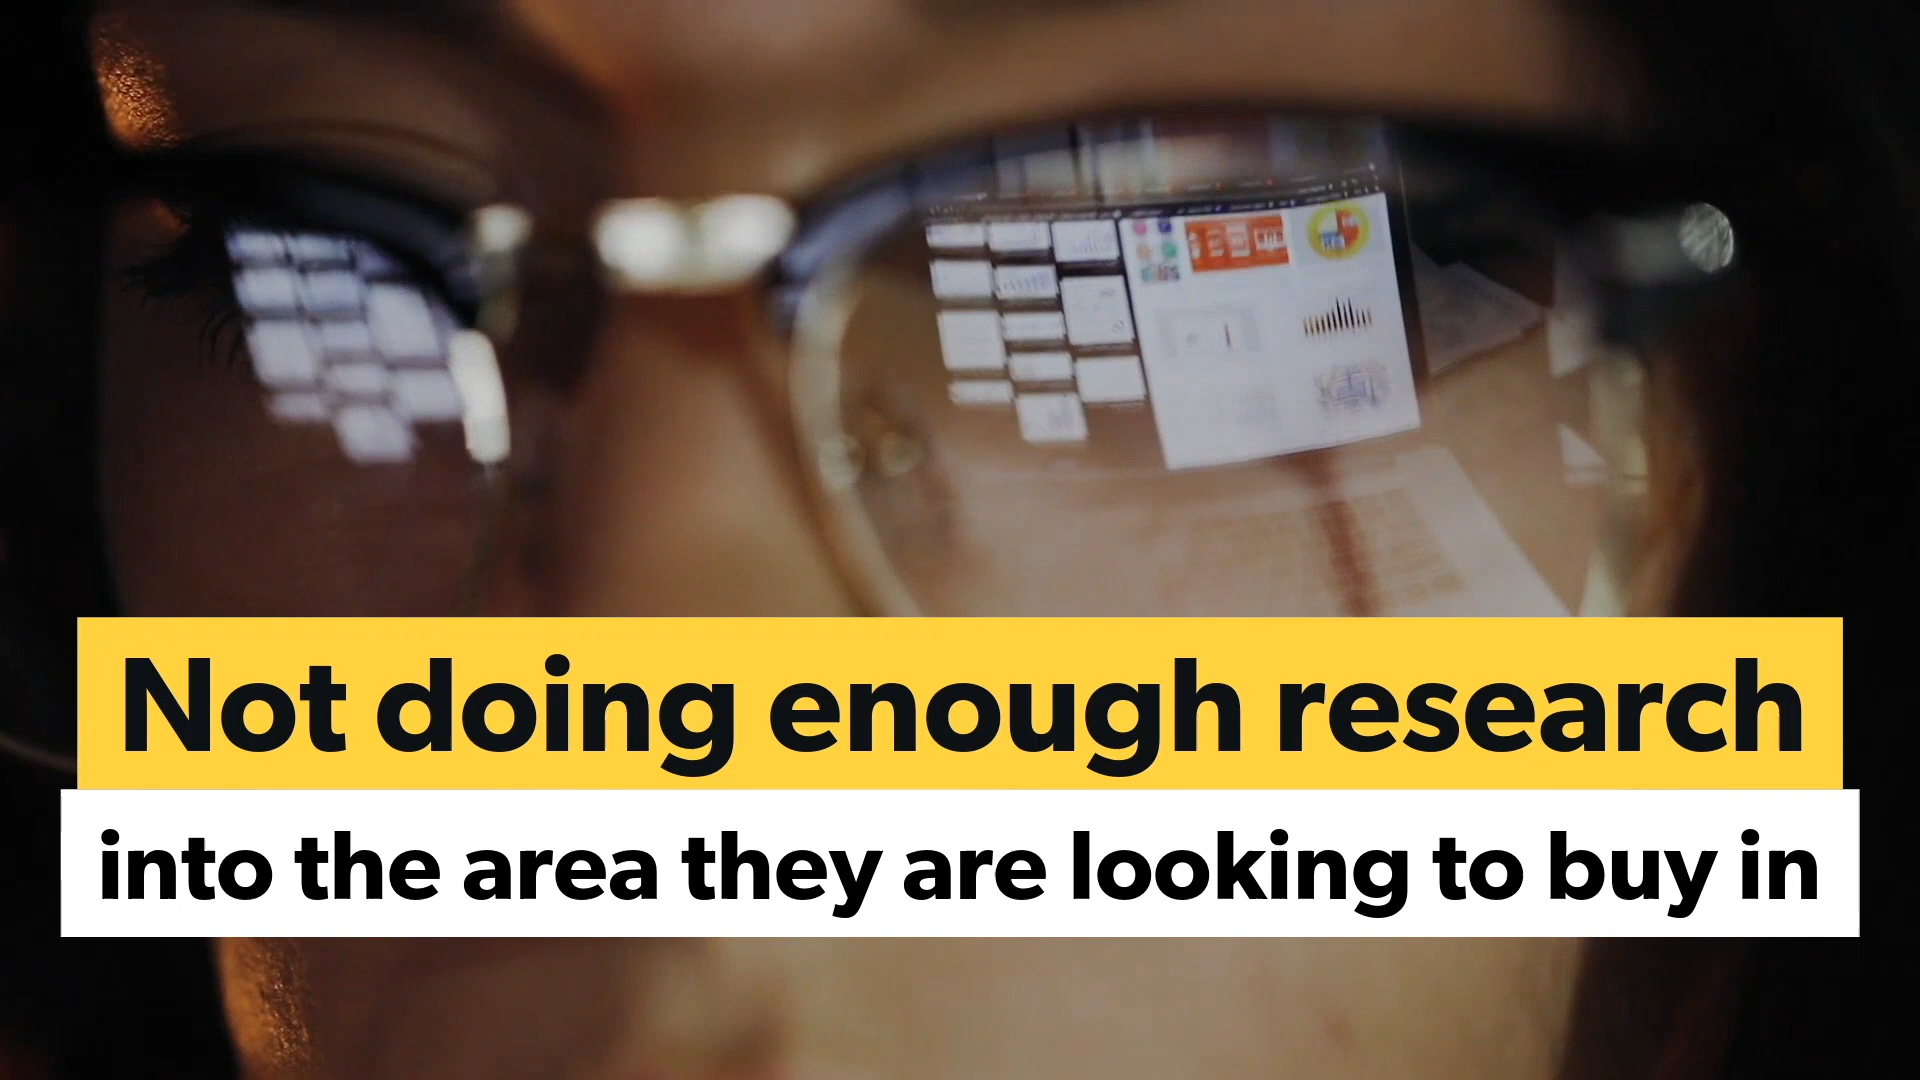 Not doing enough research
into the area they are looking to buy in